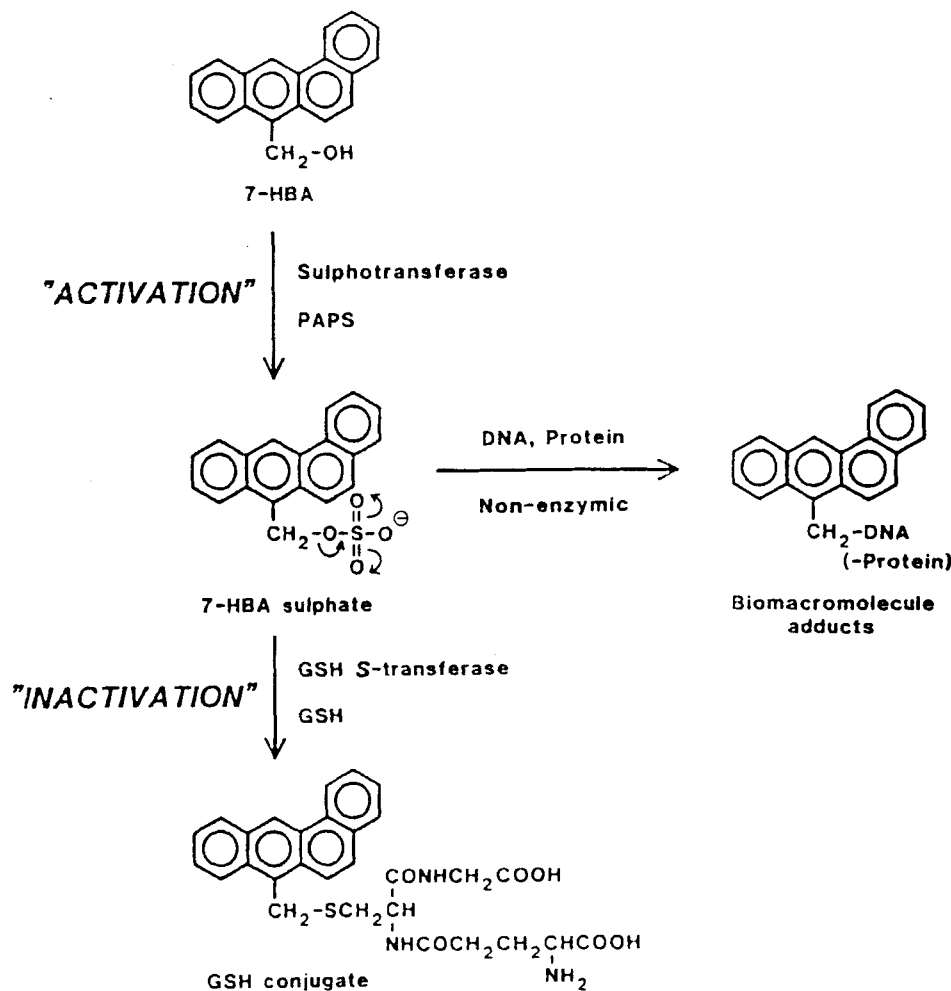 CH2-OH
7-HBA
"ACTIVATION"
Sulphotransferase
PAPS
DNA, Protein
Non-enzymic
O
CH2-O-S-O⊖
O
7-HBA sulphate
CH2-DNA
(-Protein)
Biomacromolecule
adducts
"INACTIVATION"
GSH S-transferase
GSH
CONHCH2COOH
CH2-SCH2CH
NHCOCH2CH2CHCOOH
NH2
GSH conjugate